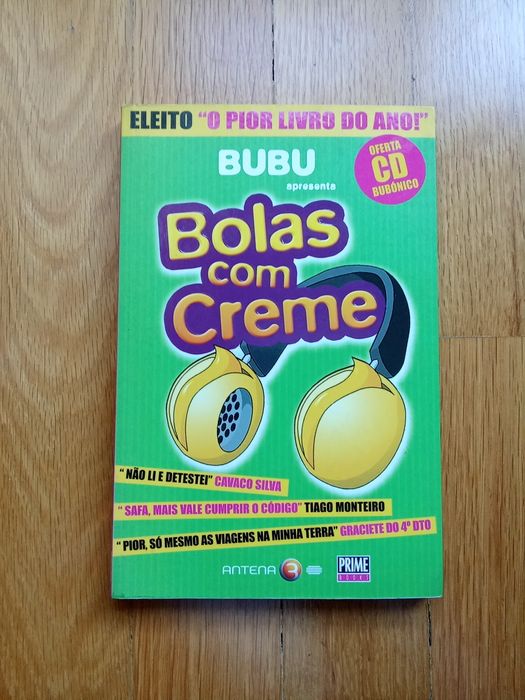 ELEITO "O PIOR LIVRO DO ANO!"
BUBU
apresenta
OFERTA
CD
BUBÓNICO
Bolas
com
Creme
"NÃO LI E DETESTEI" CAVACO SILVA
"SAFA, MAIS VALE CUMPRIR O CÓDIGO" TIAGO MONTEIRO
"PIOR, SÓ MESMO AS VIAGENS NA MINHA TERRA" GRACIETE DO 4º DTO
ANTENA 3
PRIME
BOOKS